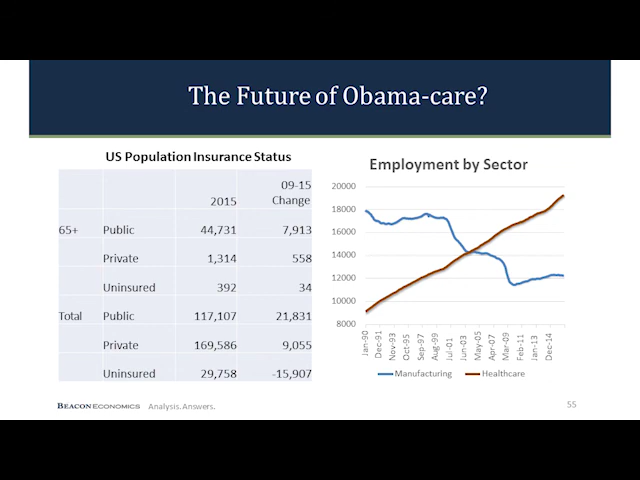 The Future of Obama-care?
US Population Insurance Status
2015 09-15 Change
65+ Public 44,731 7,913
Private 1,314 558
Uninsured 392 34
Total Public 117,107 21,831
Private 169,586 9,055
Uninsured 29,758 -15,907
Employment by Sector
20000
18000
16000
14000
12000
10000
8000
Jan-90 Dec-91 Nov-93 Oct-95 Sep-97 Aug-99 Jul-01 Jun-03 May-05 Apr-07 Mar-09 Feb-11 Jan-13 Dec-14
Manufacturing Healthcare
BEACON ECONOMICS Analysis. Answers.
55